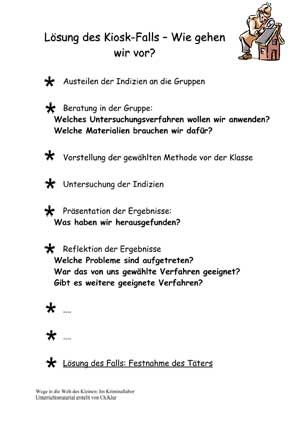 Lösung des Kiosk-Falls – Wie gehen
wir vor?
* Austeilen der Indizien an die Gruppen
* Beratung in der Gruppe:
Welches Untersuchungsverfahren wollen wir anwenden?
Welche Materialien brauchen wir dafür?
* Vorstellung der gewählten Methode vor der Klasse
* Untersuchung der Indizien
* Präsentation der Ergebnisse:
Was haben wir herausgefunden?
* Reflektion der Ergebnisse
Welche Probleme sind aufgetreten?
War das von uns gewählte Verfahren geeignet?
Gibt es weitere geeignete Verfahren?
* ....
* ....
* Lösung des Falls: Festnahme des Täters
Wege in die Welt des Kleinen: Im Kriminallabor
Unterrichtsmaterial erstellt von Ch.Klur